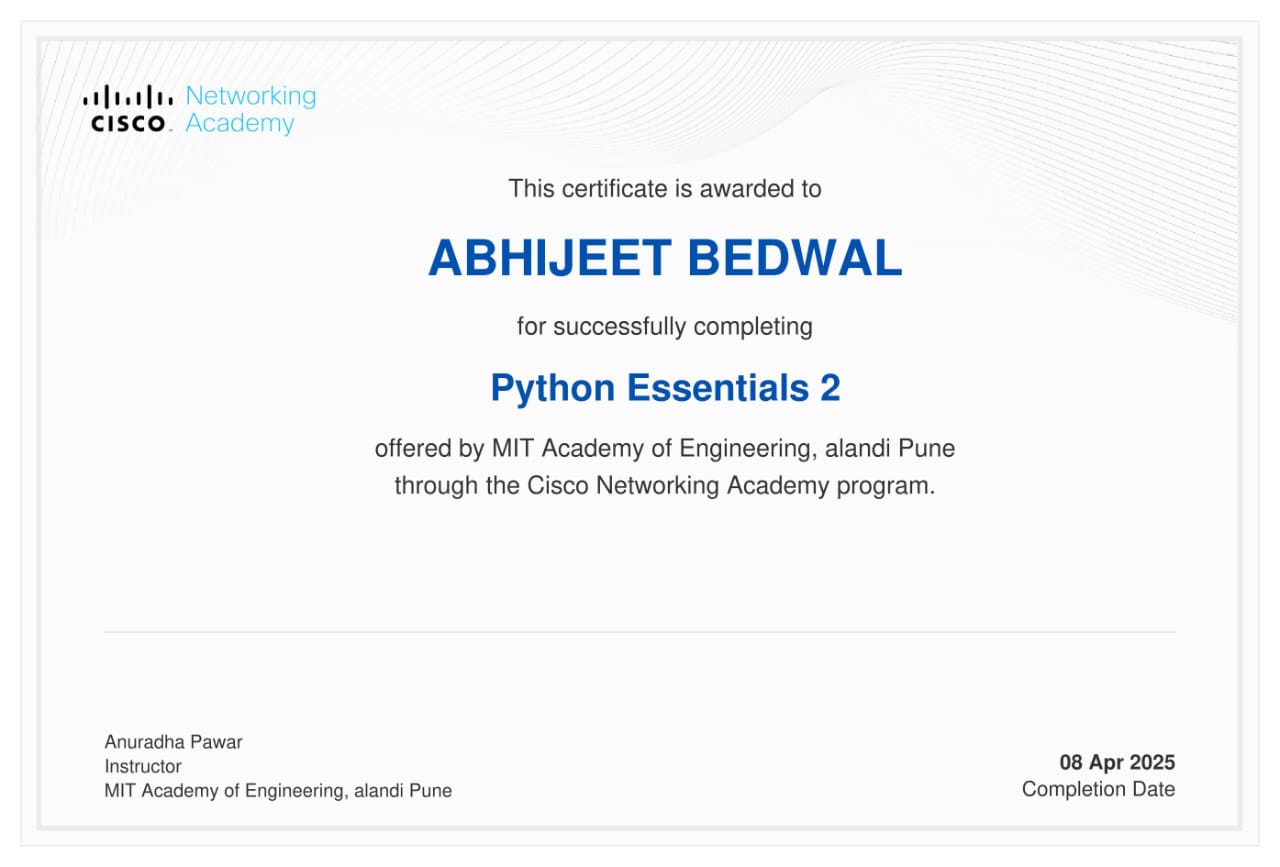 Networking
CISCO Academy
This certificate is awarded to
ABHIJEET BEDWAL
for successfully completing
Python Essentials 2
offered by MIT Academy of Engineering, alandi Pune
through the Cisco Networking Academy program.
Anuradha Pawar
Instructor
MIT Academy of Engineering, alandi Pune
08 Apr 2025
Completion Date